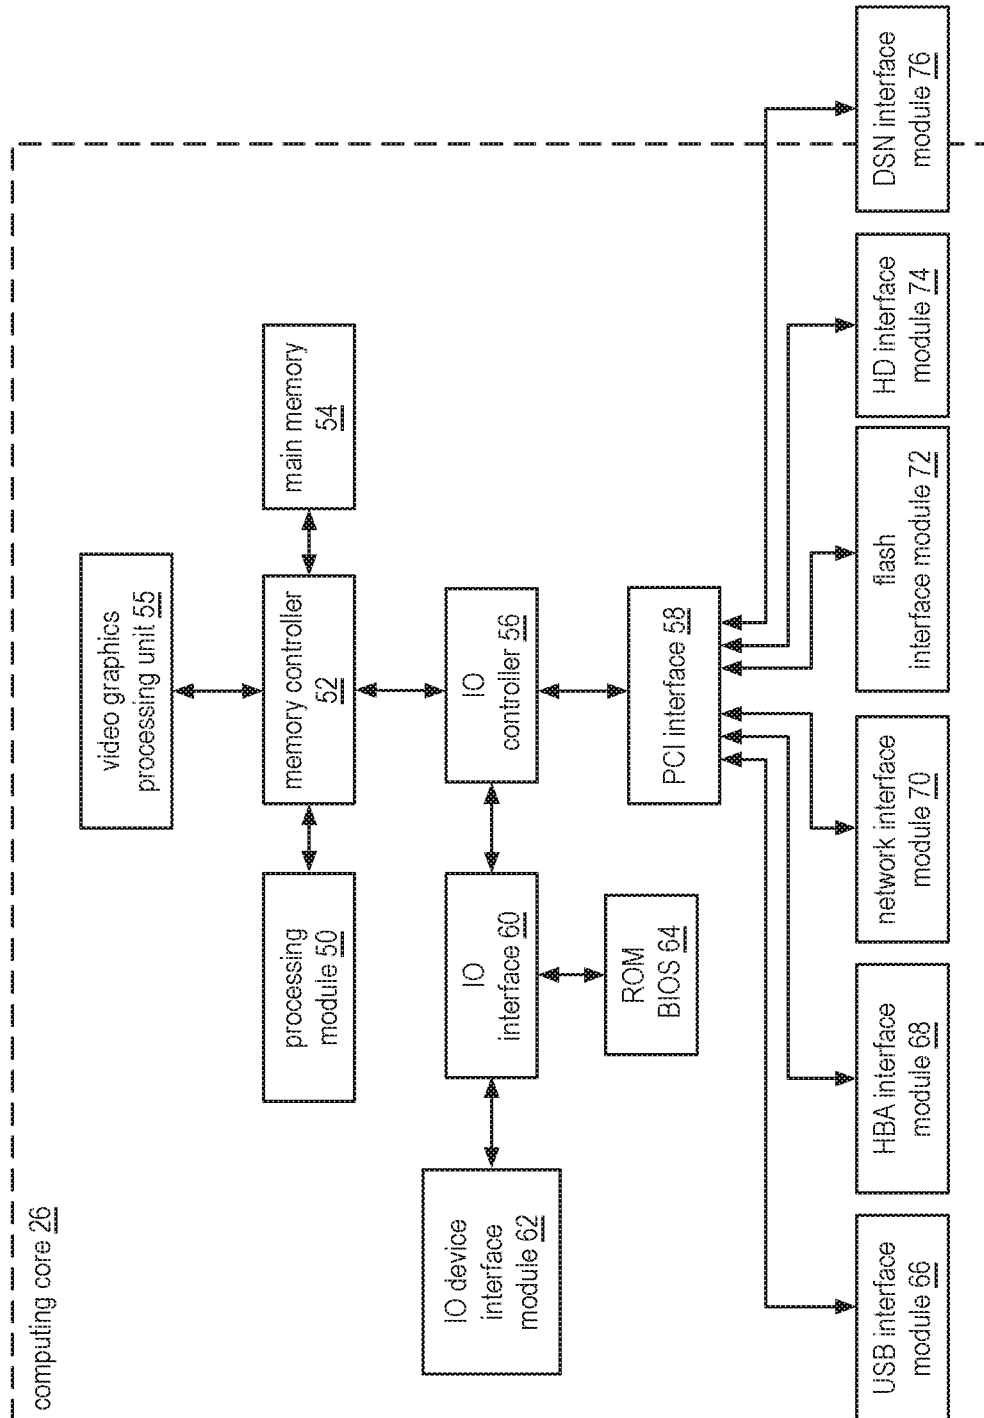 computing core 26
video graphics
processing unit 55
processing
module 50
memory controller
52
main memory
54
IO device
interface
module 62
IO
interface 60
IO
controller 56
ROM
BIOS 64
PCI interface 58
USB interface
module 66
HBA interface
module 68
network interface
module 70
flash
interface module 72
HD interface
module 74
DSN interface
module 76